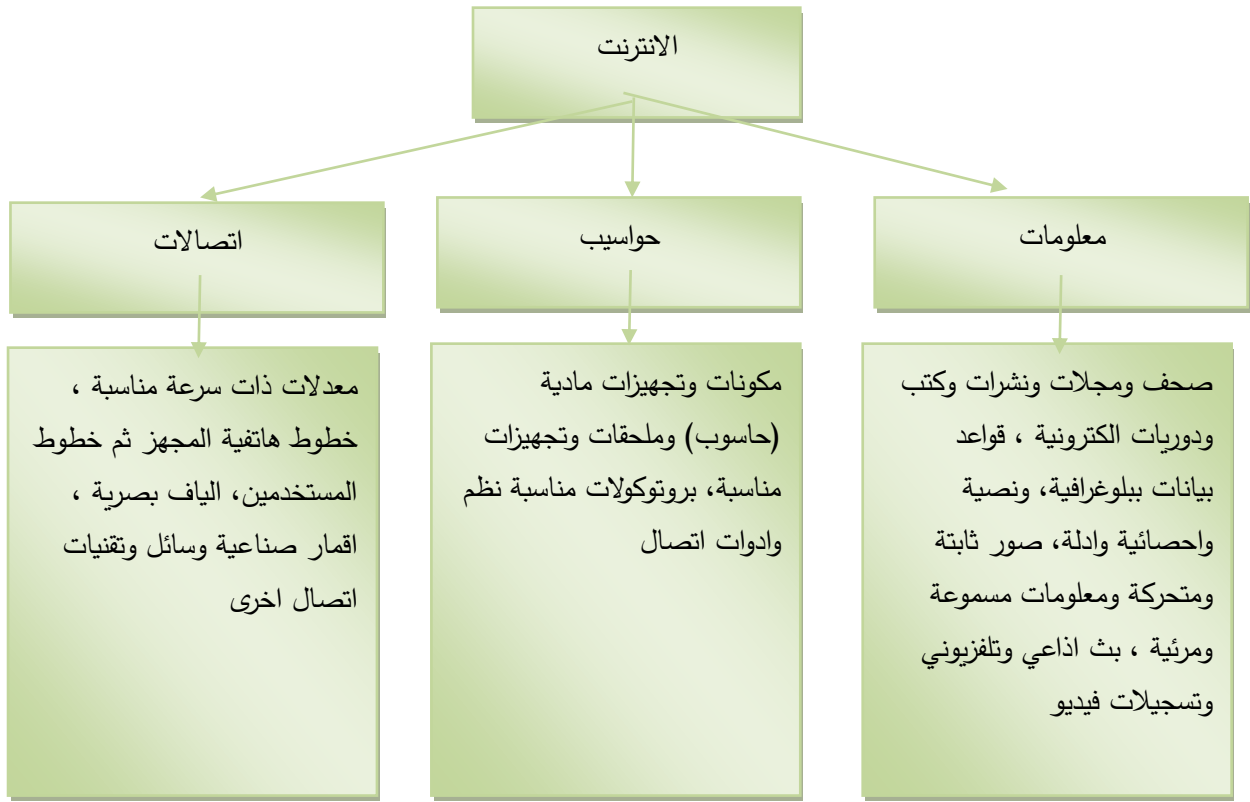 الانترنت
معلومات
حواسيب
اتصالات
صحف ومجلات ونشرات وكتب
ودوريات الكترونية ، قواعد
بيانات ببلوغرافية، ونصية
واحصائية وادلة، صور ثابتة
ومتحركة ومعلومات مسموعة
ومرئية ، بث اذاعي وتلفزيوني
وتسجيلات فيديو
مكونات وتجهيزات مادية
(حاسوب) وملحقات وتجهيزات
مناسبة، بروتوكولات مناسبة نظم
وادوات اتصال
معدلات ذات سرعة مناسبة ،
خطوط هاتفية المجهز ثم خطوط
المستخدمين، الياف بصرية ،
اقمار صناعية وسائل وتقنيات
اتصال اخرى